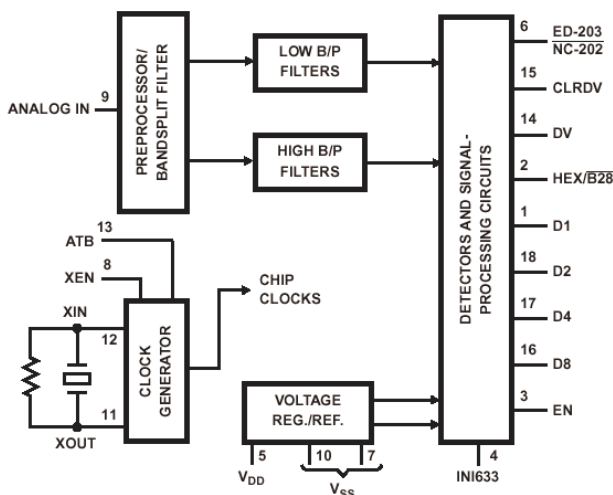 6 ED-203
NC-202
LOW B/P
FILTERS
15
CLRDV
9
ANALOG IN
PREPROCESSOR/
BANDSPLIT FILTER
14
DV
HIGH B/P
FILTERS
2
HEX/B28
DETECTORS AND SIGNAL-
PROCESSING CIRCUITS
1
D1
13
ATB
8
XEN
18
D2
CHIP
CLOCKS
XIN
12
17
D4
CLOCK
GENERATOR
16
D8
11
XOUT
VOLTAGE
REG./REF.
3
EN
5 10 7
4
VDD
VSS
INI633